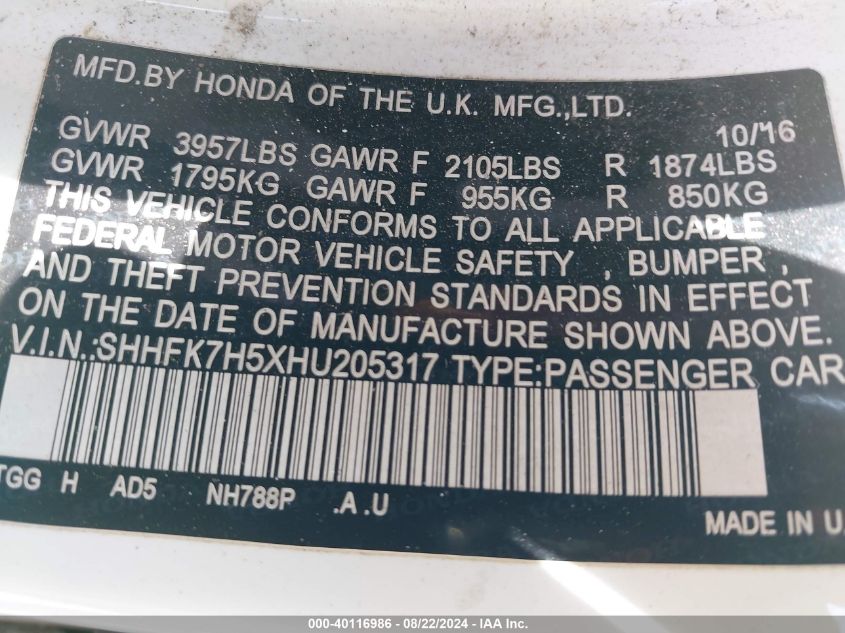 MFD.BY HONDA OF THE U.K. MFG.,LTD.
10/16
GVWR 3957LBS GAWR F 2105LBS R 1874LBS
GVWR 1795KG GAWR F 955KG R 850KG
THIS VEHICLE CONFORMS TO ALL APPLICABLE
FEDERAL MOTOR VEHICLE SAFETY , BUMPER ,
AND THEFT PREVENTION STANDARDS IN EFFECT
ON THE DATE OF MANUFACTURE SHOWN ABOVE.
V.I.N.:SHHFK7H5XHU205317 TYPE:PASSENGER CAR
TGG H AD5 NH788P .A .U
MADE IN U
000-40116986 - 08/22/2024 - IAA Inc.